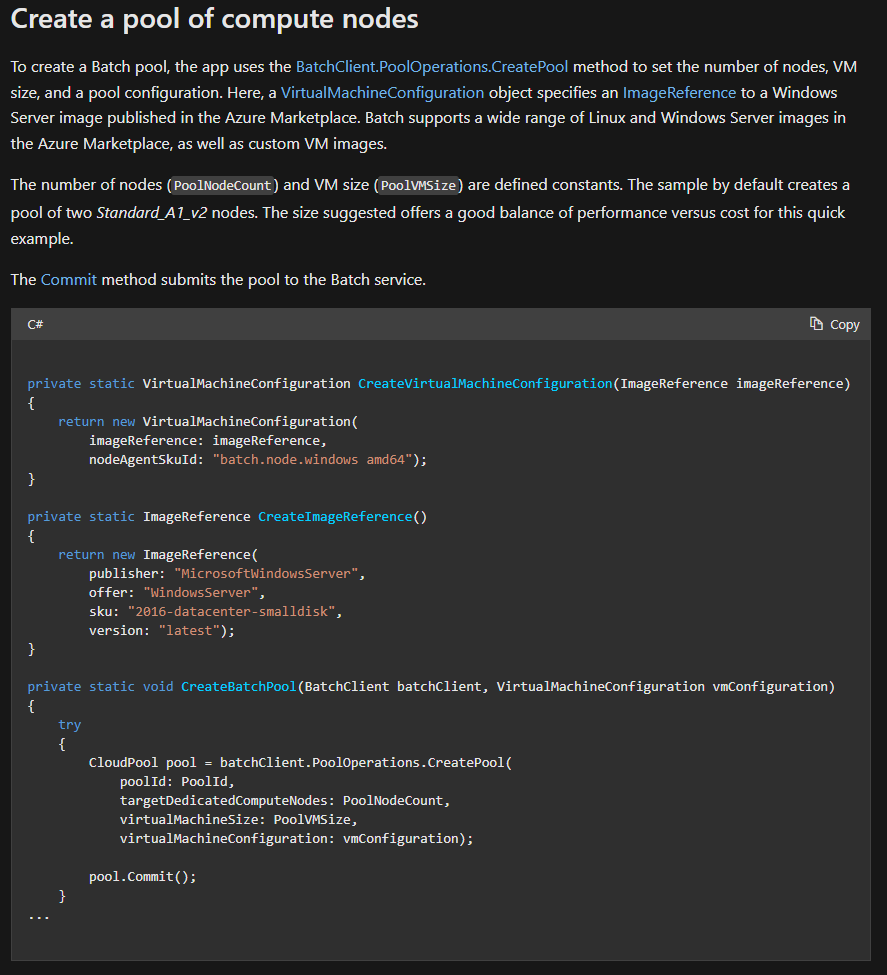 Create a pool of compute nodes
To create a Batch pool, the app uses the BatchClient.PoolOperations.CreatePool method to set the number of nodes, VM
size, and a pool configuration. Here, a VirtualMachineConfiguration object specifies an ImageReference to a Windows
Server image published in the Azure Marketplace. Batch supports a wide range of Linux and Windows Server images in
the Azure Marketplace, as well as custom VM images.
The number of nodes (PoolNodeCount) and VM size (PoolVMSize) are defined constants. The sample by default creates a
pool of two Standard_A1_v2 nodes. The size suggested offers a good balance of performance versus cost for this quick
example.
The Commit method submits the pool to the Batch service.
C# Copy
private static VirtualMachineConfiguration CreateVirtualMachineConfiguration(ImageReference imageReference)
{
    return new VirtualMachineConfiguration(
        imageReference: imageReference,
        nodeAgentSkuId: "batch.node.windows amd64");
}
private static ImageReference CreateImageReference()
{
    return new ImageReference(
        publisher: "MicrosoftWindowsServer",
        offer: "WindowsServer",
        sku: "2016-datacenter-smalldisk",
        version: "latest");
}
private static void CreateBatchPool(BatchClient batchClient, VirtualMachineConfiguration vmConfiguration)
{
    try
    {
        CloudPool pool = batchClient.PoolOperations.CreatePool(
            poolId: PoolId,
            targetDedicatedComputeNodes: PoolNodeCount,
            virtualMachineSize: PoolVMSize,
            virtualMachineConfiguration: vmConfiguration);
        pool.Commit();
    }
...